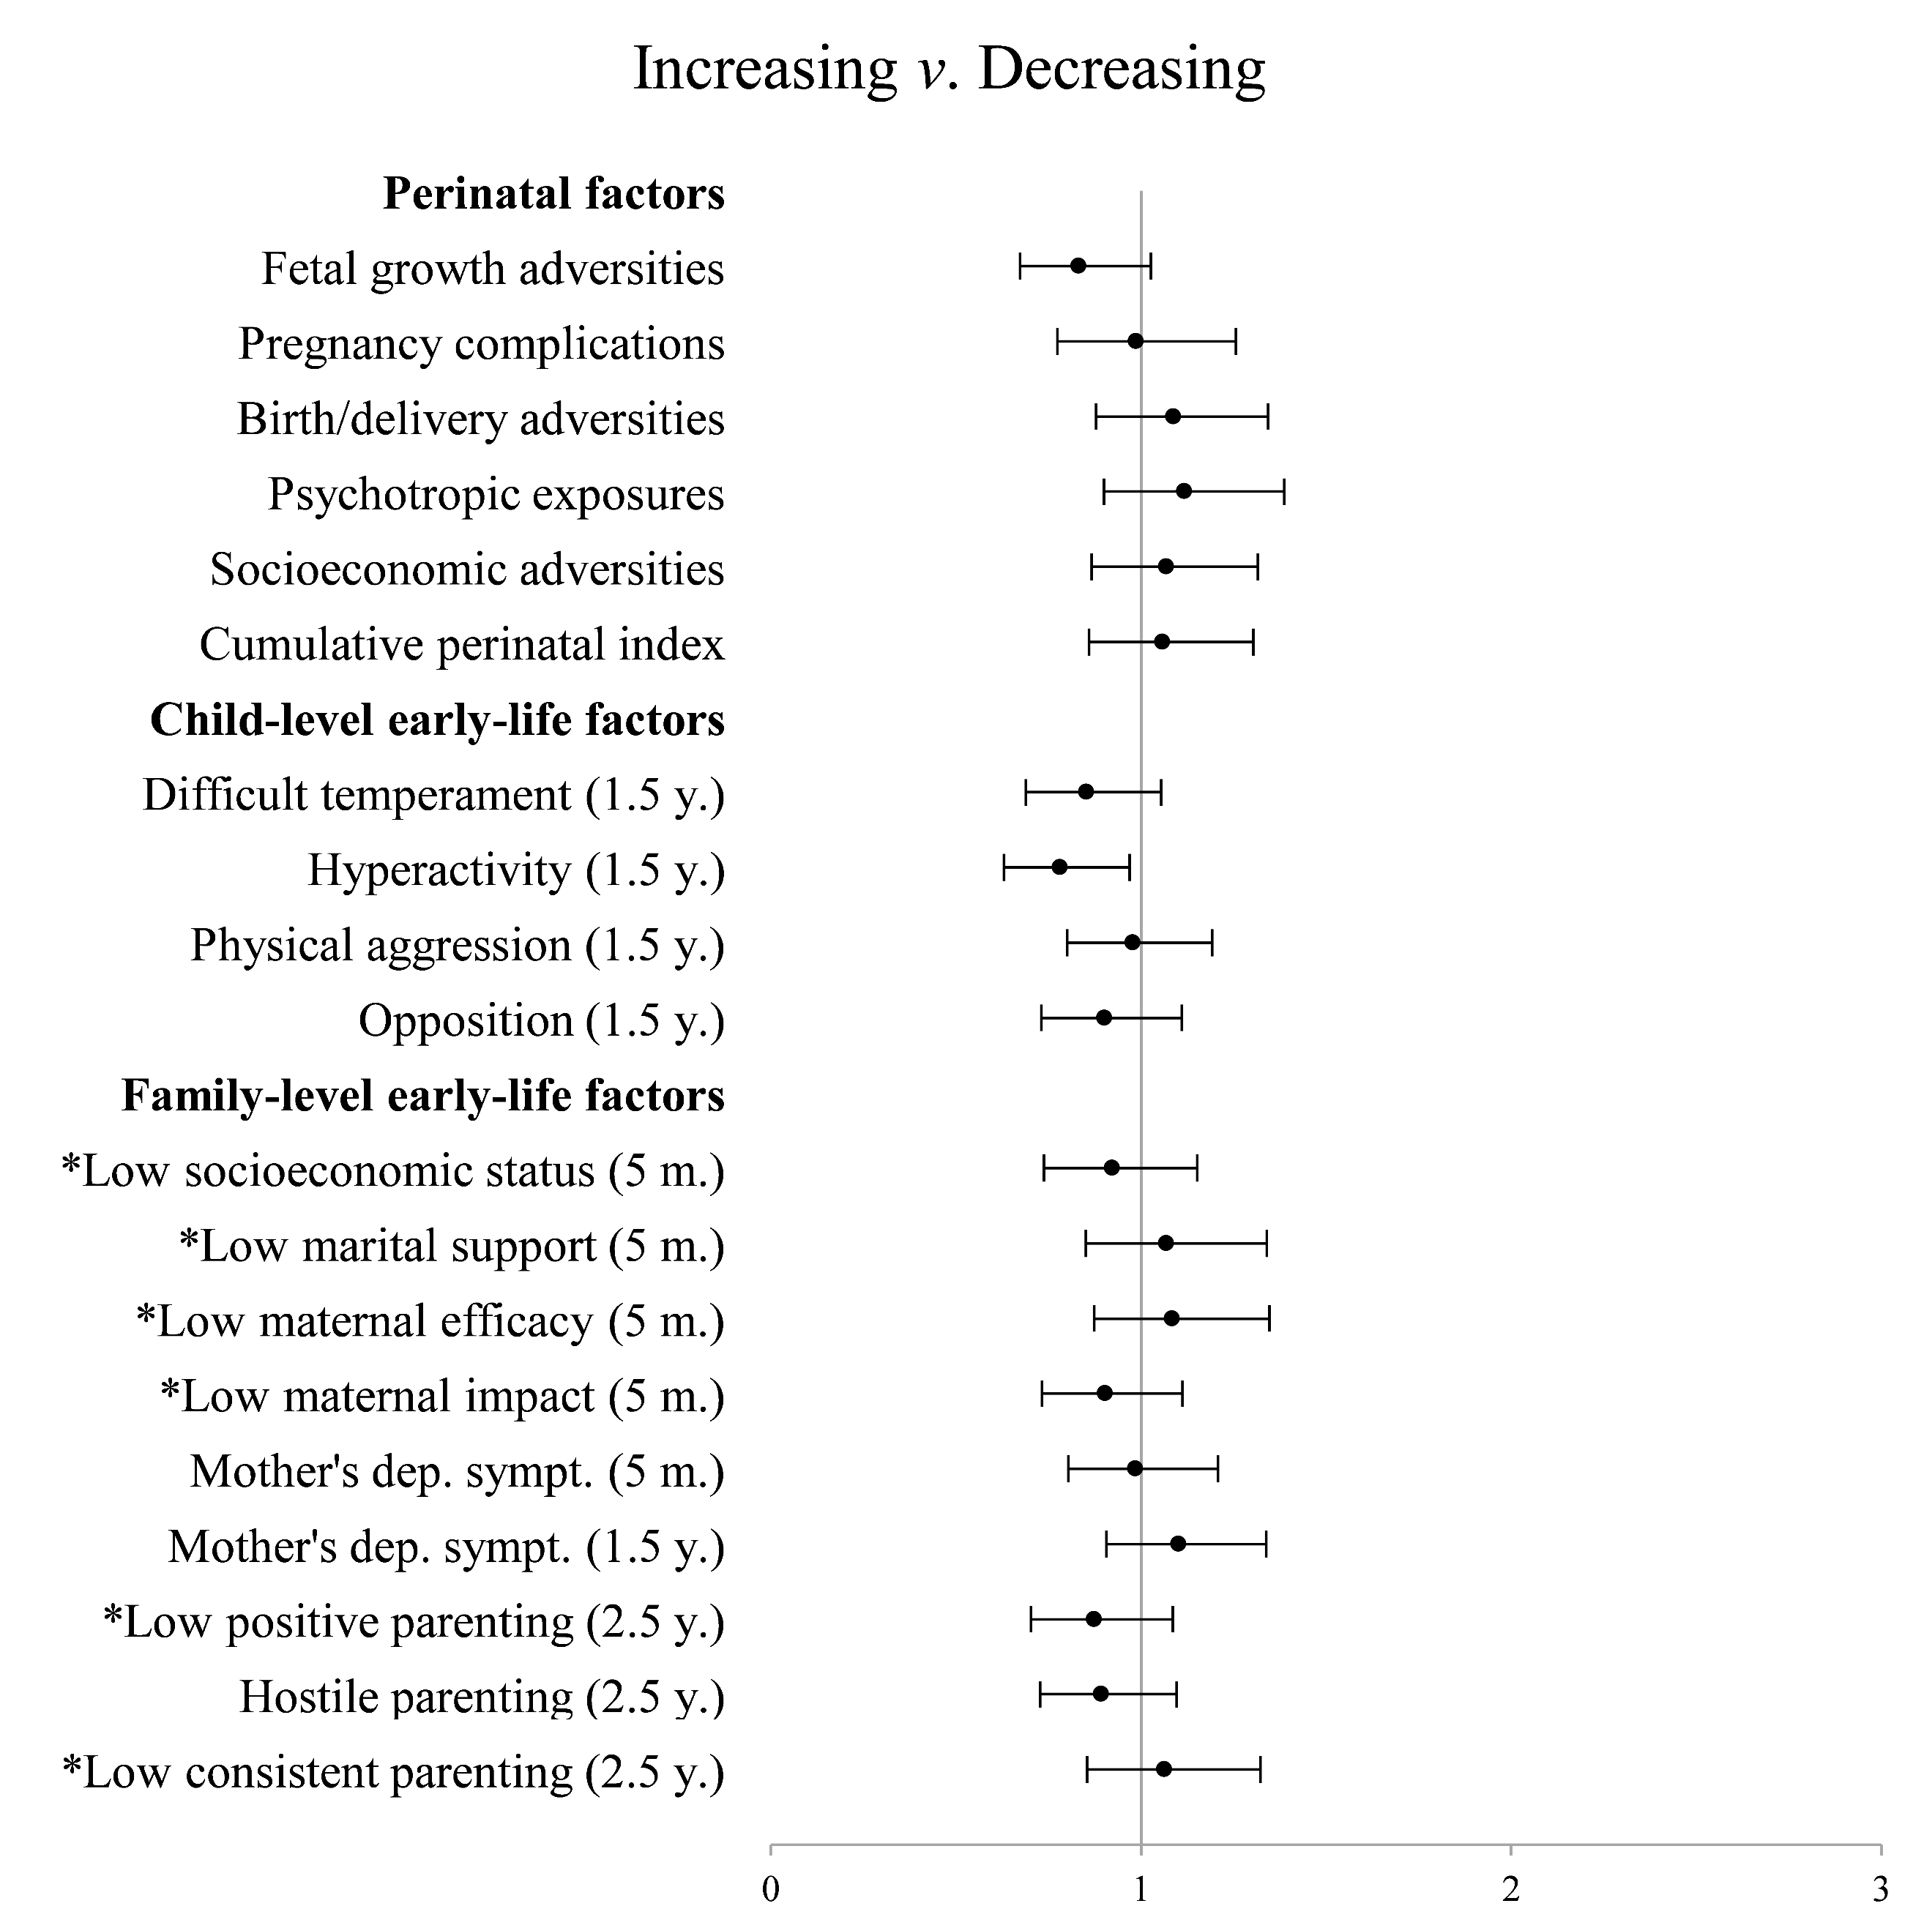 Increasing v. Decreasing
Perinatal factors
Fetal growth adversities
Pregnancy complications
Birth/delivery adversities
Psychotropic exposures
Socioeconomic adversities
Cumulative perinatal index
Child-level early-life factors
Difficult temperament (1.5 y.)
Hyperactivity (1.5 y.)
Physical aggression (1.5 y.)
Opposition (1.5 y.)
Family-level early-life factors
*Low socioeconomic status (5 m.)
*Low marital support (5 m.)
*Low maternal efficacy (5 m.)
*Low maternal impact (5 m.)
Mother's dep. sympt. (5 m.)
Mother's dep. sympt. (1.5 y.)
*Low positive parenting (2.5 y.)
Hostile parenting (2.5 y.)
*Low consistent parenting (2.5 y.)
0 1 2 3